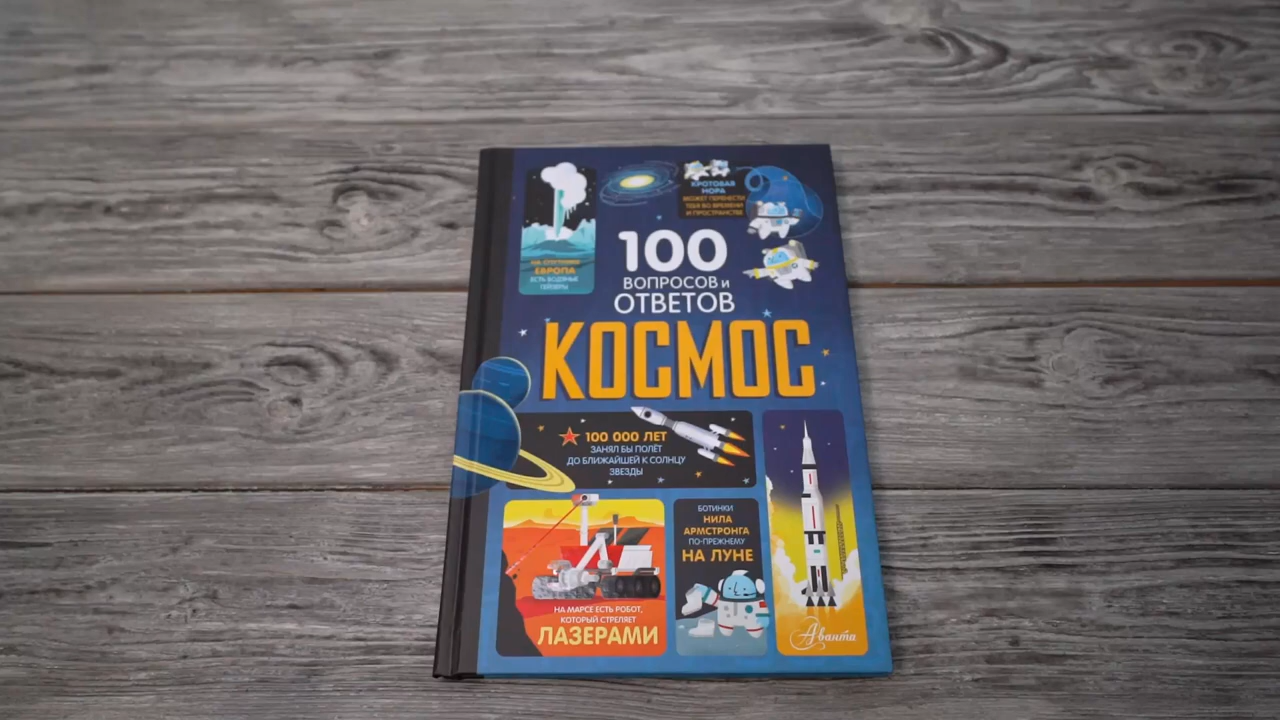 КРОТОВАЯ
НОРА
МОЖЕТ ПЕРЕНЕСТИ
ТЕБЯ ВО ВРЕМЕНИ
И ПРОСТРАНСТВЕ
НА СПУТНИКЕ
ЕВРОПА
ЕСТЬ ВОДЯНЫЕ
ГЕЙЗЕРЫ
100
ВОПРОСОВ и
ОТВЕТОВ
КОСМОС
100 000 ЛЕТ
ЗАНЯЛ БЫ ПОЛЁТ
ДО БЛИЖАЙШЕЙ К СОЛНЦУ
ЗВЕЗДЫ
БОТИНКИ
НИЛА
АРМСТРОНГА
ПО-ПРЕЖНЕМУ
НА ЛУНЕ
НА МАРСЕ ЕСТЬ РОБОТ,
КОТОРЫЙ СТРЕЛЯЕТ
ЛАЗЕРАМИ
Аванта